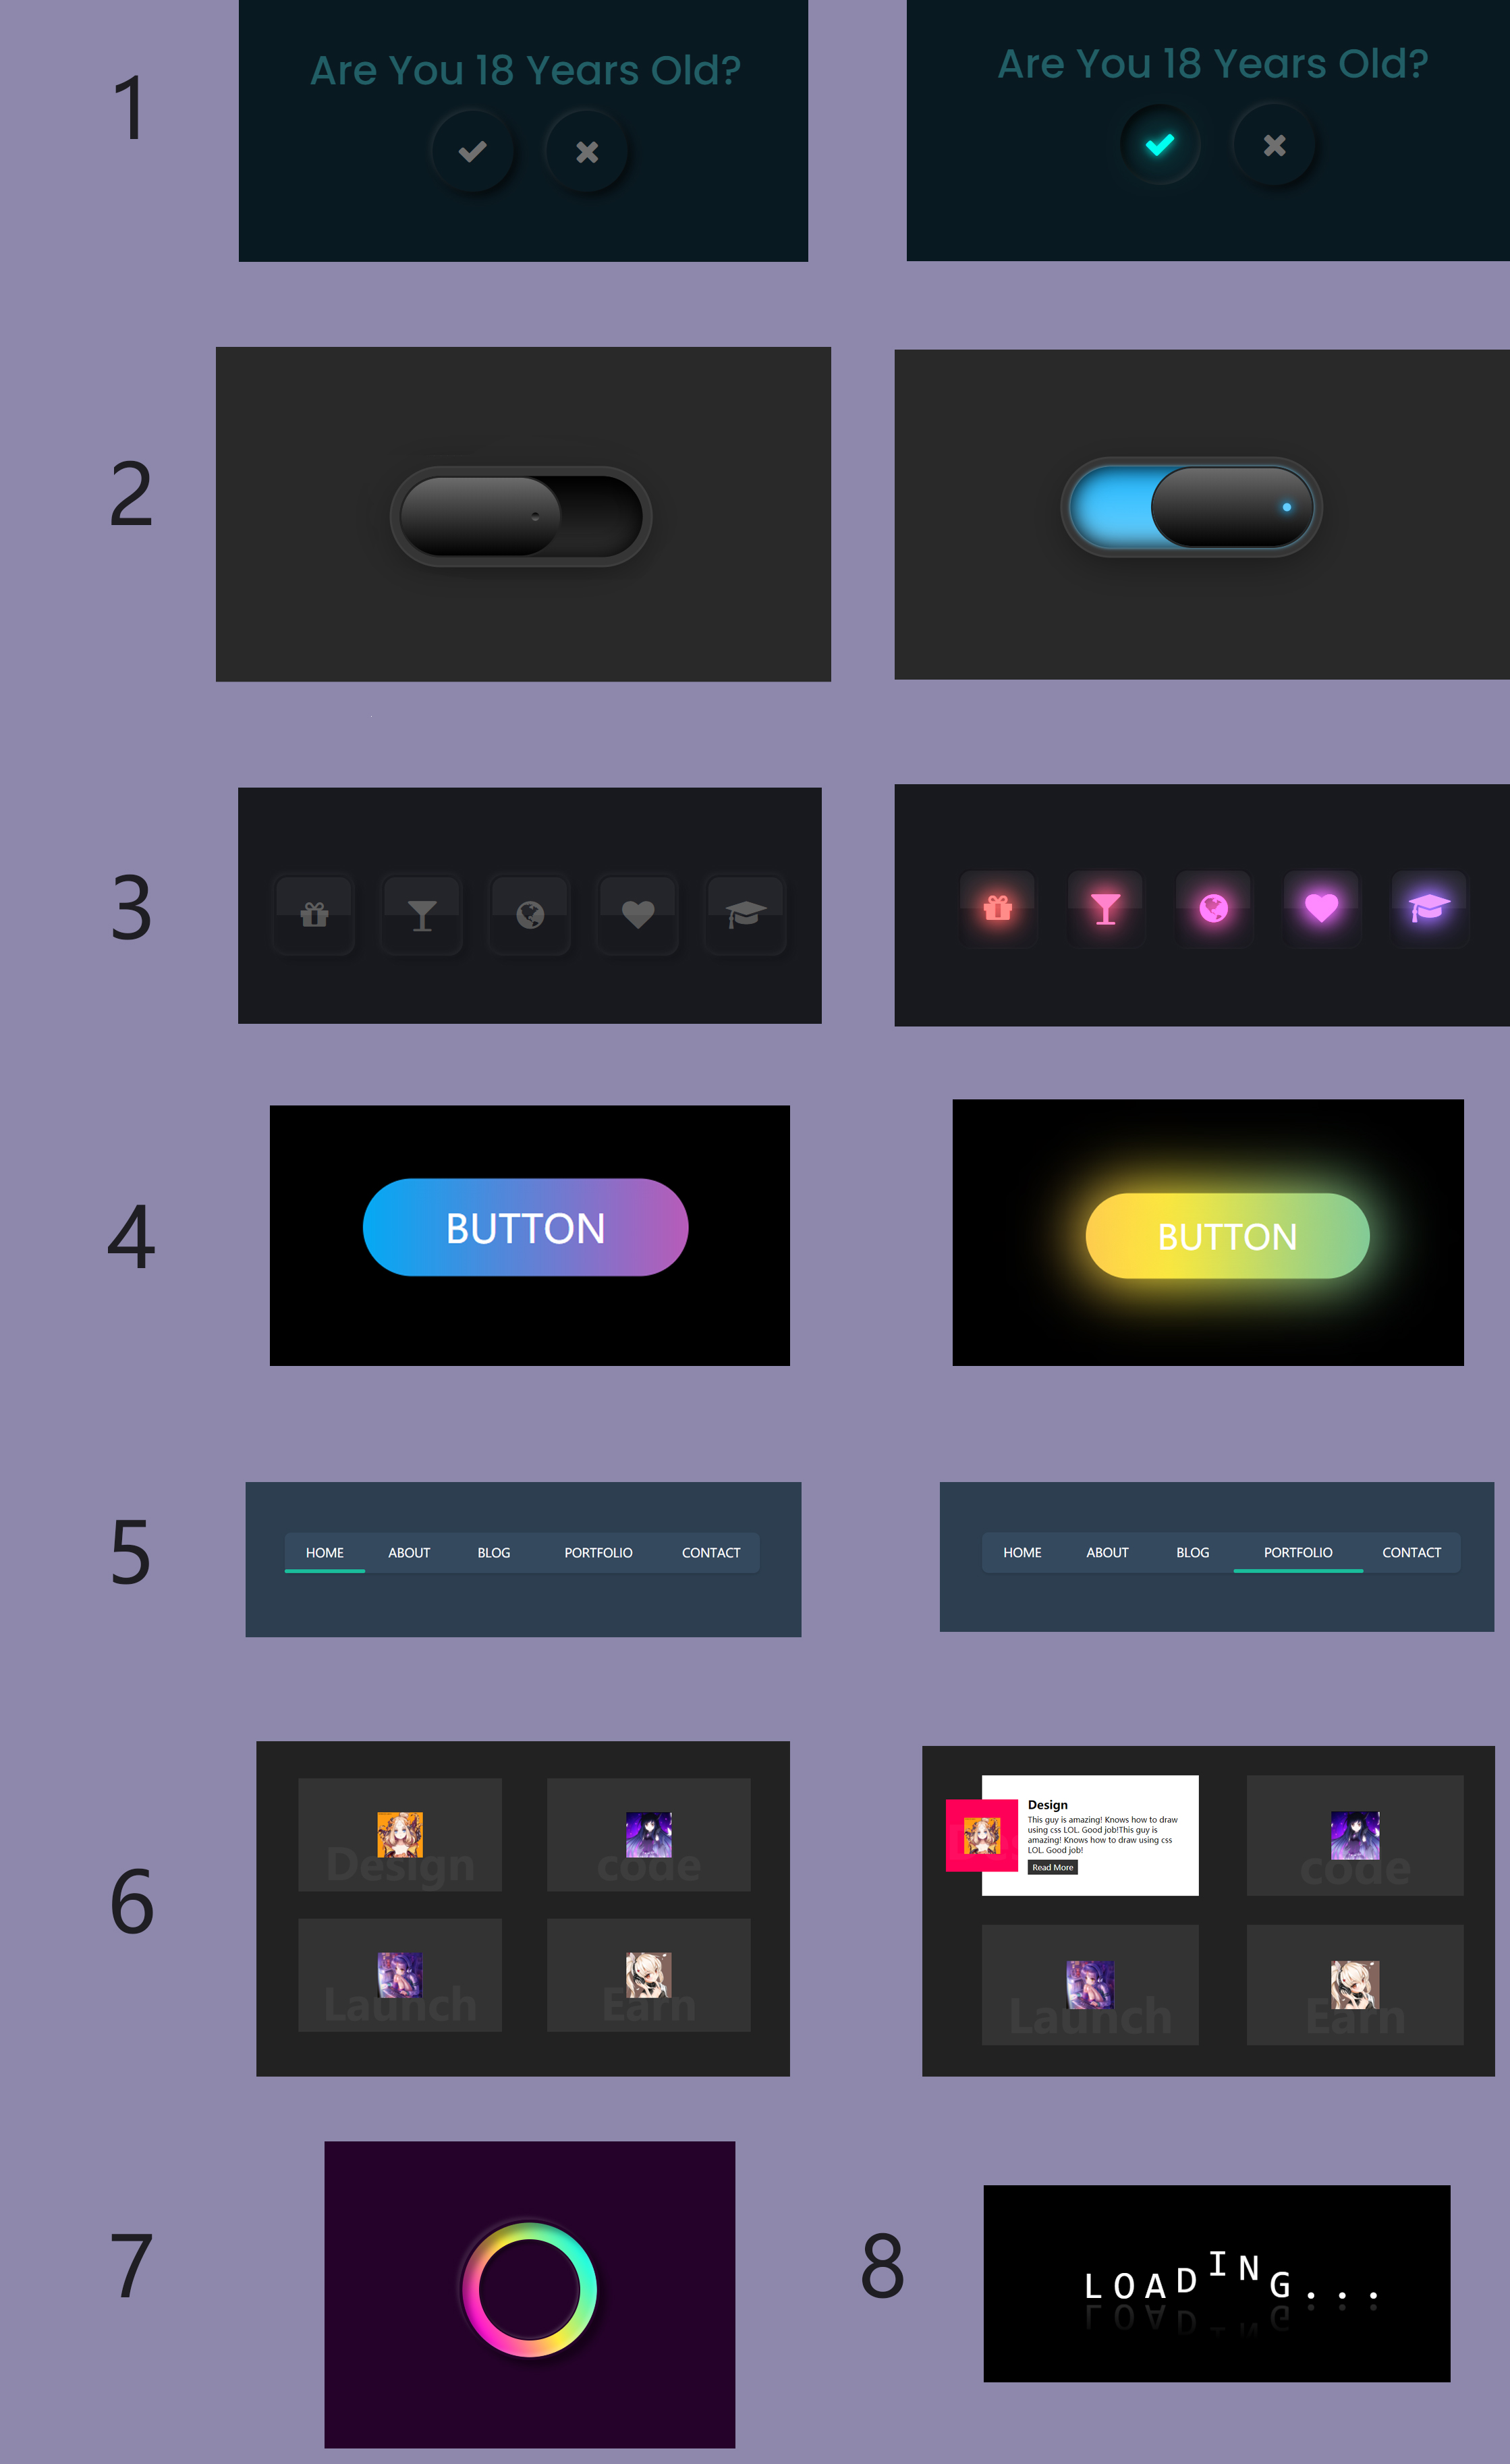 1
Are You 18 Years Old?
Are You 18 Years Old?
2
3
4
BUTTON
BUTTON
5
HOME ABOUT BLOG PORTFOLIO CONTACT
HOME ABOUT BLOG PORTFOLIO CONTACT
6
Design code
Launch Earn
Design
This guy is amazing! Knows how to draw
using css LOL. Good job!This guy is
amazing! Knows how to draw using css
LOL. Good job!
Read More
code
Launch Earn
7
8
LOADING...
LOADING...